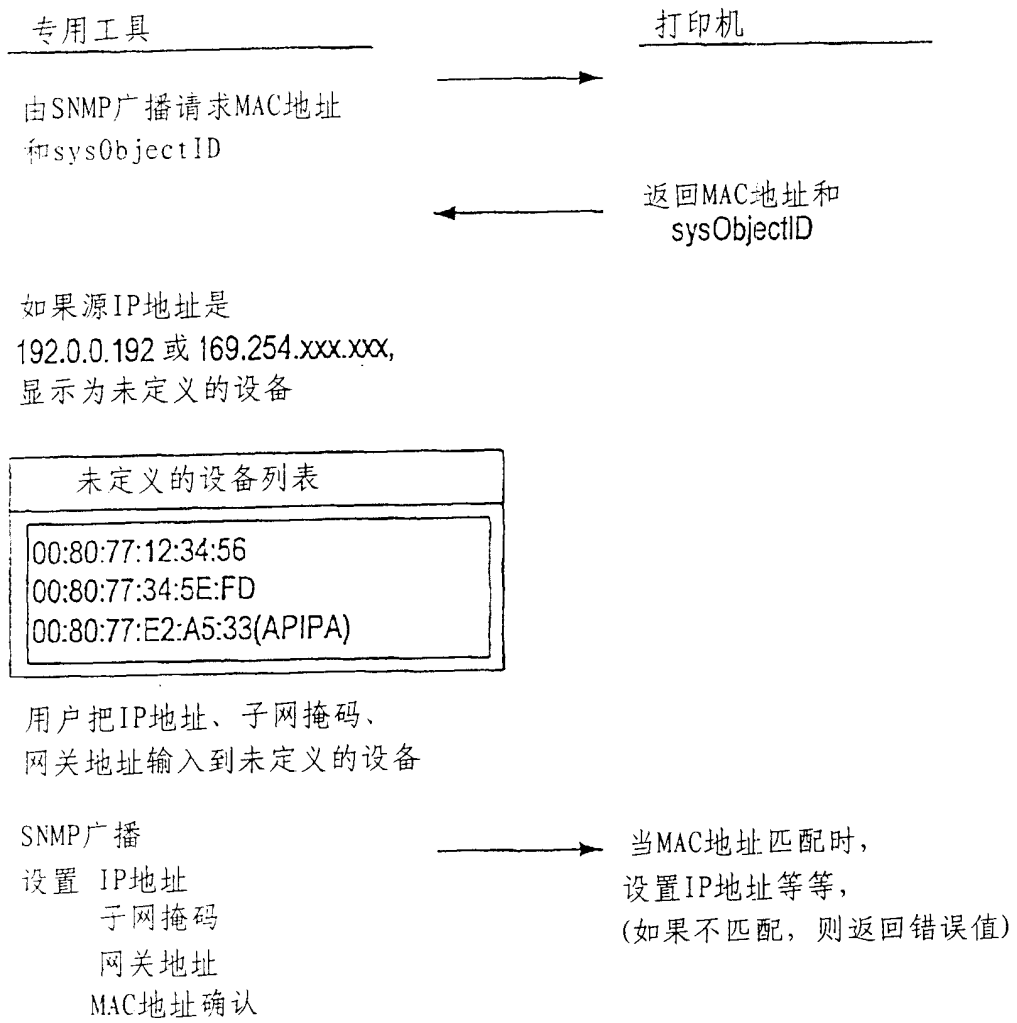 专用工具
打印机
由SNMP广播请求MAC地址
和sysObjectID
返回MAC地址和
sysObjectID
如果源IP地址是
192.0.0.192 或 169.254.xxx.xxx,
显示为未定义的设备
未定义的设备列表
00:80:77:12:34:56
00:80:77:34:5E:FD
00:80:77:E2:A5:33(APIPA)
用户把IP地址、子网掩码、
网关地址输入到未定义的设备
SNMP广播
设置 IP地址
子网掩码
网关地址
MAC地址确认
当MAC地址匹配时，
设置IP地址等等，
(如果不匹配，则返回错误值)